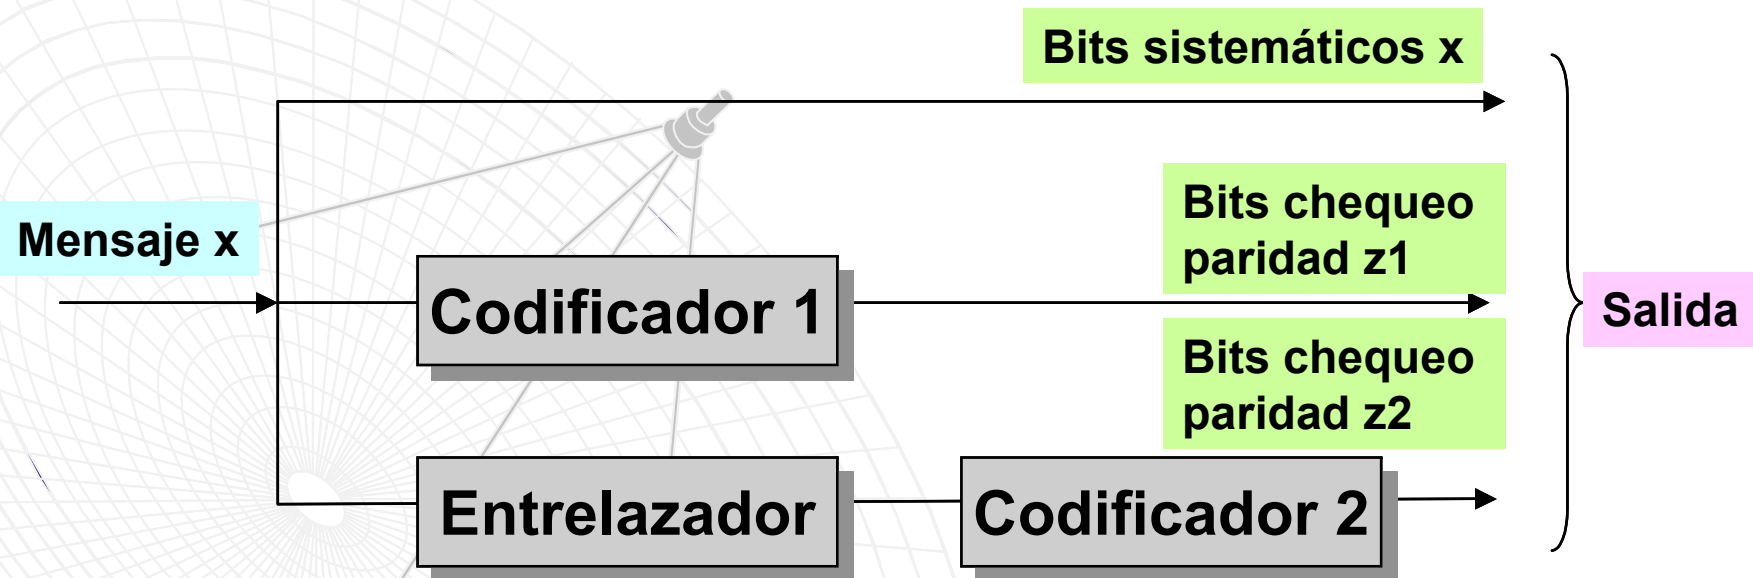 Bits sistemáticos x
Mensaje x
Codificador 1
Bits chequeo
paridad z1
Salida
Bits chequeo
paridad z2
Entrelazador
Codificador 2